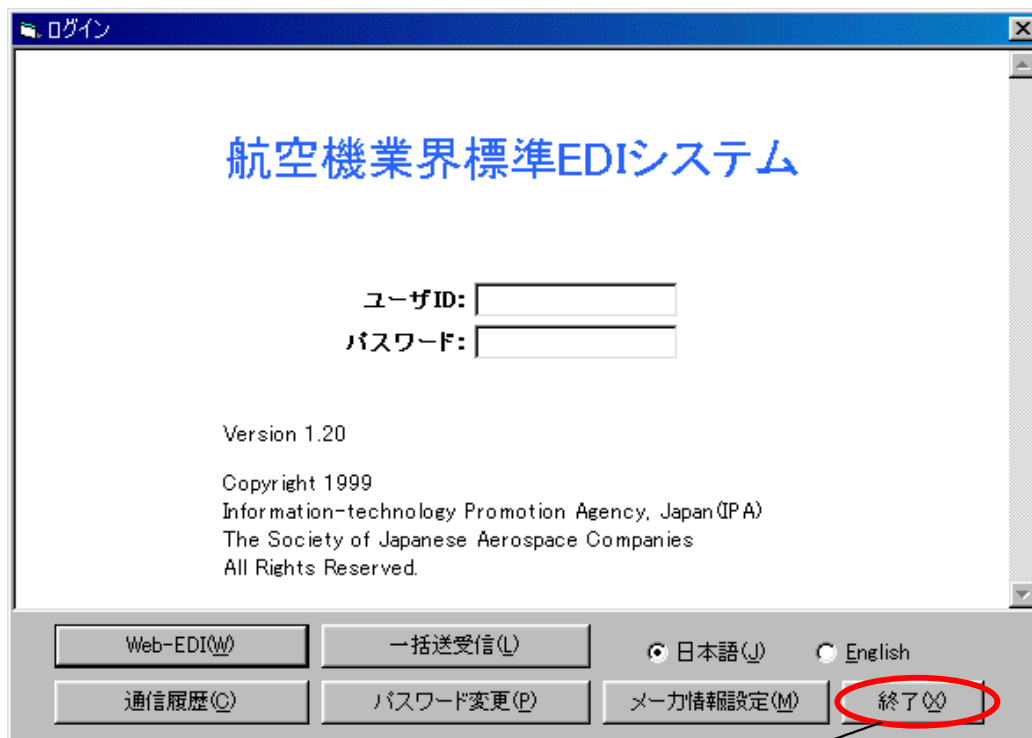 ログイン
航空機業界標準EDIシステム
ユーザID:
パスワード:
Version 1.20
Copyright 1999
Information-technology Promotion Agency, Japan(IPA)
The Society of Japanese Aerospace Companies
All Rights Reserved.
Web-EDI(W) 一括送受信(L) 日本語(J) English
通信履歴(C) パスワード変更(P) メーカ情報設定(M) 終了(X)